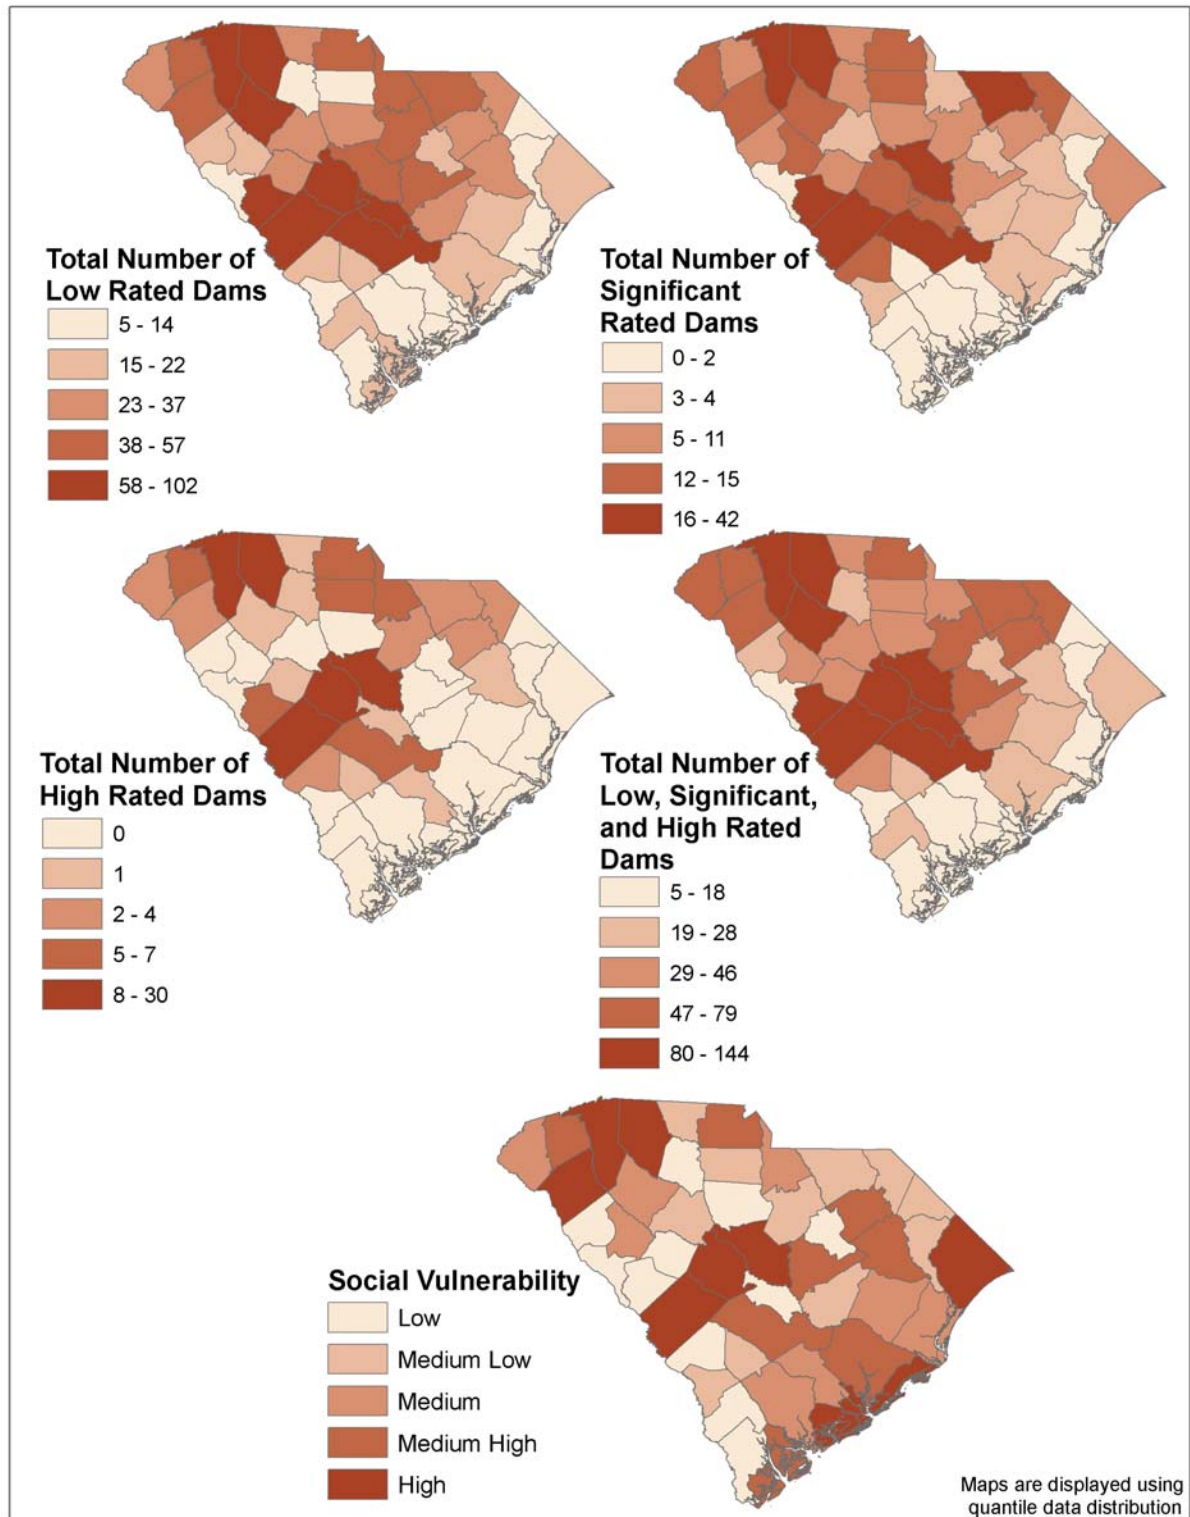 Total Number of
Low Rated Dams
5 - 14
15 - 22
23 - 37
38 - 57
58 - 102
Total Number of
Significant
Rated Dams
0 - 2
3 - 4
5 - 11
12 - 15
16 - 42
Total Number of
High Rated Dams
0
1
2 - 4
5 - 7
8 - 30
Total Number of
Low, Significant,
and High Rated
Dams
5 - 18
19 - 28
29 - 46
47 - 79
80 - 144
Social Vulnerability
Low
Medium Low
Medium
Medium High
High
Maps are displayed using
quantile data distribution